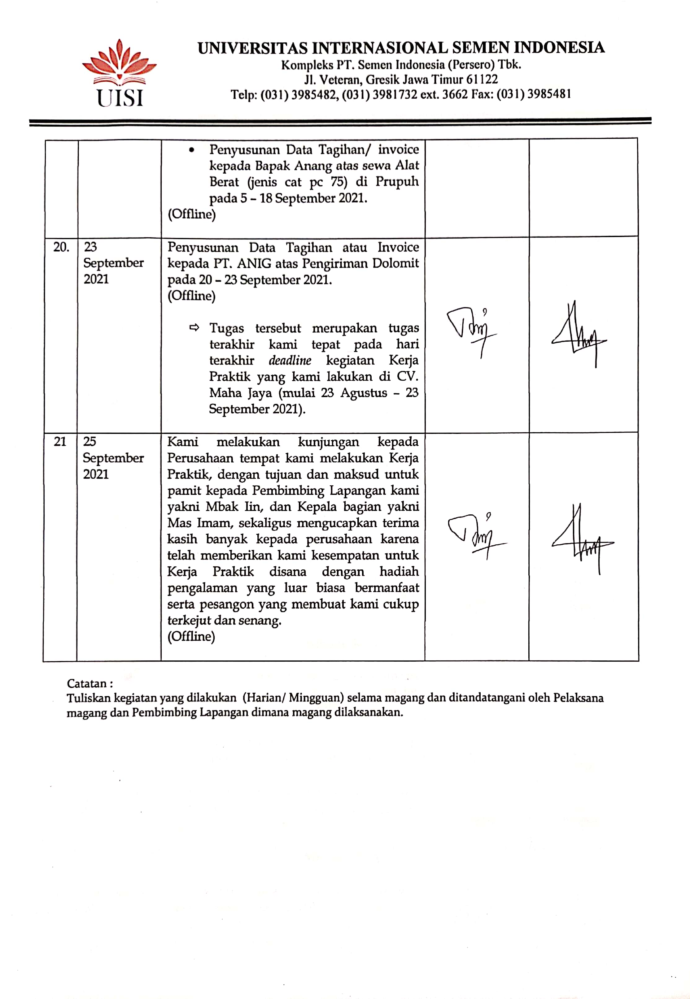 UISI
UNIVERSITAS INTERNASIONAL SEMEN INDONESIA
Kompleks PT. Semen Indonesia (Persero) Tbk.
Jl. Veteran, Gresik Jawa Timur 61122
Telp: (031) 3985482, (031) 3981732 ext. 3662 Fax: (031) 3985481
• Penyusunan Data Tagihan/ invoice
kepada Bapak Anang atas sewa Alat
Berat (jenis cat pc 75) di Prupuh
pada 5 – 18 September 2021.
(Offline)
20.
23
September
2021
Penyusunan Data Tagihan atau Invoice
kepada PT. ANIG atas Pengiriman Dolomit
pada 20 – 23 September 2021.
(Offline)
⇨ Tugas tersebut merupakan tugas
terakhir kami tepat pada hari
terakhir deadline kegiatan Kerja
Praktik yang kami lakukan di CV.
Maha Jaya (mulai 23 Agustus – 23
September 2021).
21
25
September
2021
Kami melakukan kunjungan kepada
Perusahaan tempat kami melakukan Kerja
Praktik, dengan tujuan dan maksud untuk
pamit kepada Pembimbing Lapangan kami
yakni Mbak Iin, dan Kepala bagian yakni
Mas Imam, sekaligus mengucapkan terima
kasih banyak kepada perusahaan karena
telah memberikan kami kesempatan untuk
Kerja Praktik disana dengan hadiah
pengalaman yang luar biasa bermanfaat
serta pesangon yang membuat kami cukup
terkejut dan senang.
(Offline)
Catatan :
Tuliskan kegiatan yang dilakukan (Harian/ Mingguan) selama magang dan ditandatangani oleh Pelaksana
magang dan Pembimbing Lapangan dimana magang dilaksanakan.